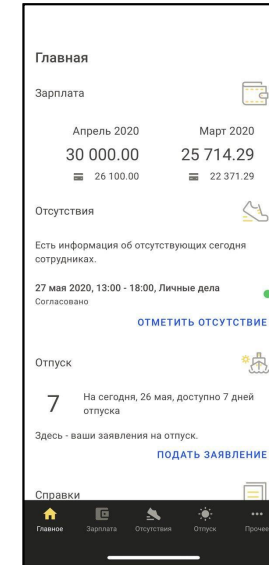 Главная
Зарплата
Апрель 2020 Март 2020
30 000.00 25 714.29
26 100.00 22 371.29
Отсутствия
Есть информация об отсутствующих сегодня
сотрудниках.
27 мая 2020, 13:00 - 18:00, Личные дела
Согласовано
ОТМЕТИТЬ ОТСУТСТВИЕ
Отпуск
7 На сегодня, 26 мая, доступно 7 дней
отпуска
Здесь - ваши заявления на отпуск.
ПОДАТЬ ЗАЯВЛЕНИЕ
Справки
Главное Зарплата Отсутствия Отпуск Прочее